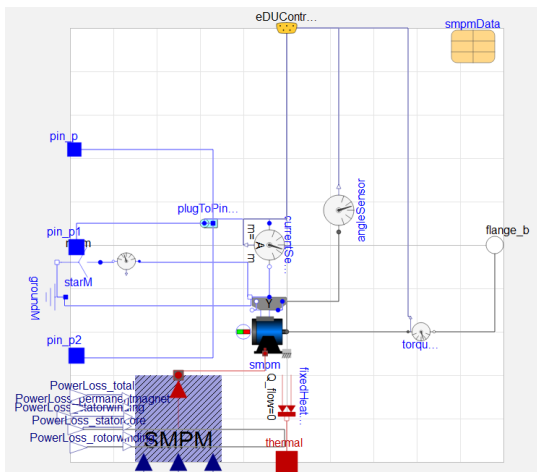 eDUContr...
smpmData
pin_p
plugToPin...
angleSensor
currentSe...
m= m
A
pin_p1
flange_b
starM
groundM
Y
pin_p2
torqu...
smpm
fixedHeat...
Q_flow=0
PowerLoss_total
PowerLoss_permanentmagnet
PowerLoss_statorwinding
PowerLoss_statorcore
PowerLoss_rotorwinding
SMPM
thermal